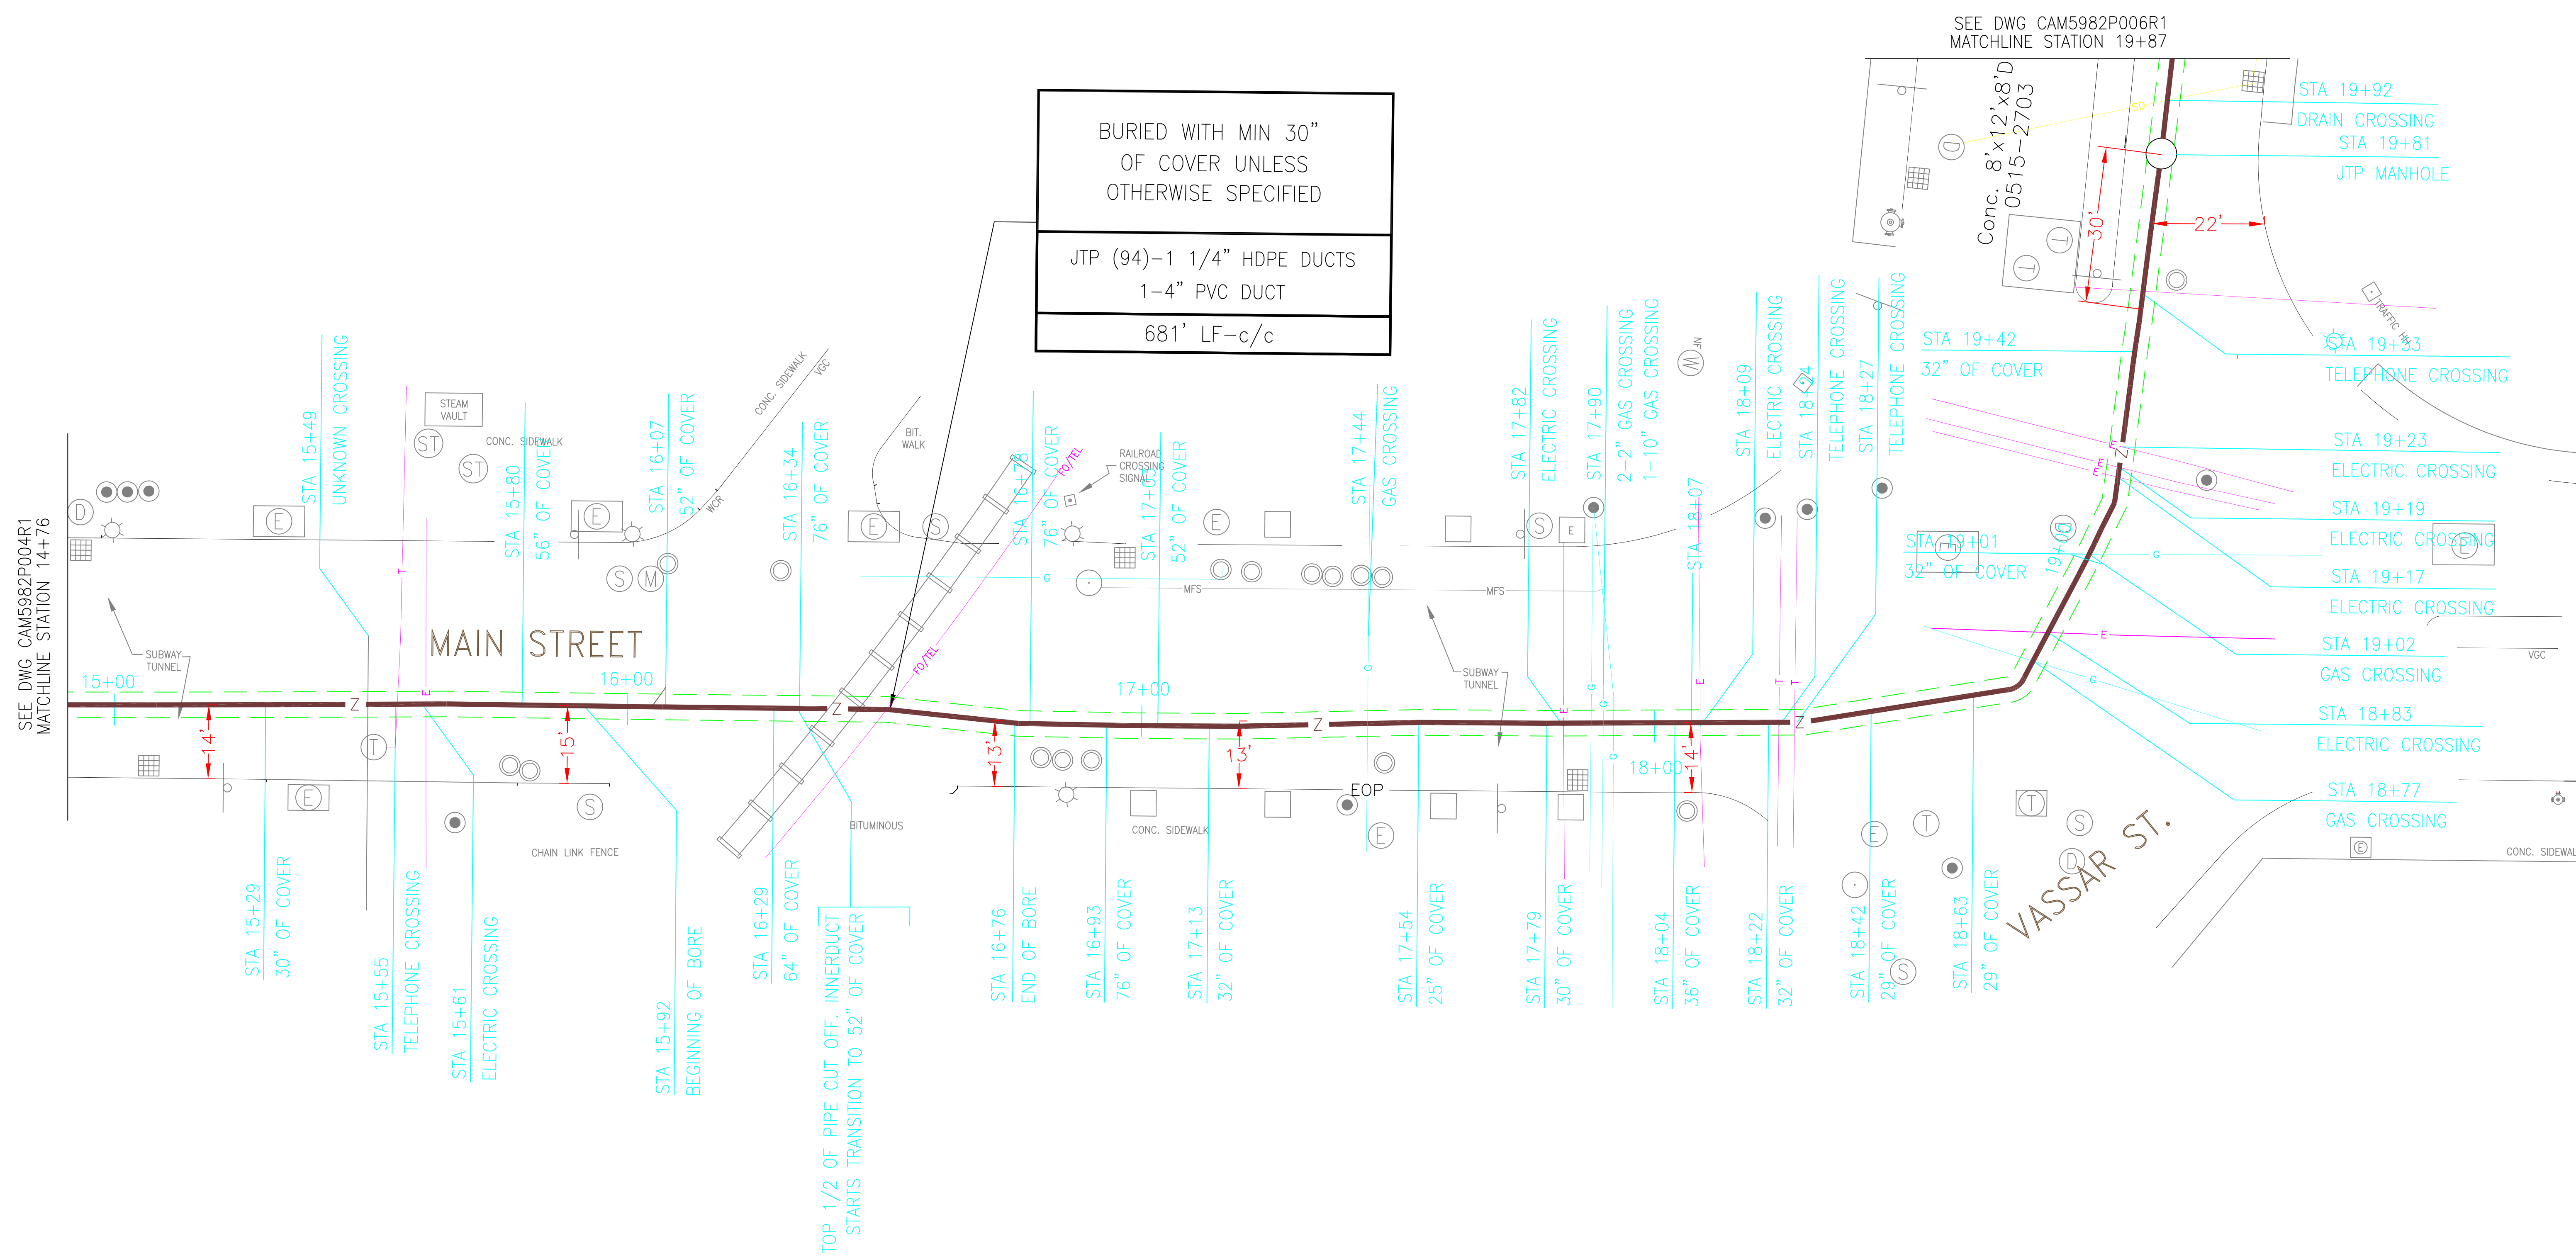 SEE DWG CAM5982P006R1
MATCHLINE STATION 19+87
BURIED WITH MIN 30"
OF COVER UNLESS
OTHERWISE SPECIFIED
JTP (94)-1 1/4" HDPE DUCTS
1-4" PVC DUCT
681' LF-c/c
SEE DWG CAM5982P004R1
MATCHLINE STATION 14+76
MAIN STREET
VASSAR ST.
15+00
16+00
17+00
18+00
19+00
STA 15+49
UNKNOWN CROSSING
STEAM
VAULT
ST
ST
CONC. SIDEWALK
STA 15+80
56" OF COVER
STA 16+07
52" OF COVER
CONC. SIDEWALK
VGC
WCR
STA 16+34
76" OF COVER
BIT.
WALK
STA 16+78
76" OF COVER
FO/TEL
FO/TEL
RAILROAD
CROSSING
SIGNAL
STA 17+03
52" OF COVER
STA 17+44
GAS CROSSING
STA 17+82
ELECTRIC CROSSING
STA 17+90
2-2" GAS CROSSING
1-10" GAS CROSSING
NF
W
STA 18+07
STA 18+09
ELECTRIC CROSSING
STA 18+24
TELEPHONE CROSSING
STA 18+27
TELEPHONE CROSSING
Conc. 8'x12'x8'D
0515-2703
SD
30'
22'
TRAFFIC HH
STA 19+92
DRAIN CROSSING
STA 19+81
JTP MANHOLE
STA 19+42
32" OF COVER
STA 19+53
TELEPHONE CROSSING
STA 19+23
ELECTRIC CROSSING
STA 19+19
ELECTRIC CROSSING
STA 19+17
ELECTRIC CROSSING
STA 19+01
32" OF COVER
STA 19+02
GAS CROSSING
STA 18+83
ELECTRIC CROSSING
STA 18+77
GAS CROSSING
VGC
CONC. SIDEWAL
SUBWAY
TUNNEL
SUBWAY
TUNNEL
MFS
MFS
14'
15'
13'
13'
14'
EOP
CHAIN LINK FENCE
BITUMINOUS
CONC. SIDEWALK
STA 15+29
30" OF COVER
STA 15+55
TELEPHONE CROSSING
STA 15+61
ELECTRIC CROSSING
STA 15+92
BEGINNING OF BORE
STA 16+29
64" OF COVER
TOP 1/2 OF PIPE CUT OFF. INNERDUCT
STARTS TRANSITION TO 52" OF COVER
STA 16+76
END OF BORE
STA 16+93
76" OF COVER
STA 17+13
32" OF COVER
STA 17+54
25" OF COVER
STA 17+79
30" OF COVER
STA 18+04
36" OF COVER
STA 18+22
32" OF COVER
STA 18+42
29" OF COVER
STA 18+63
29" OF COVER